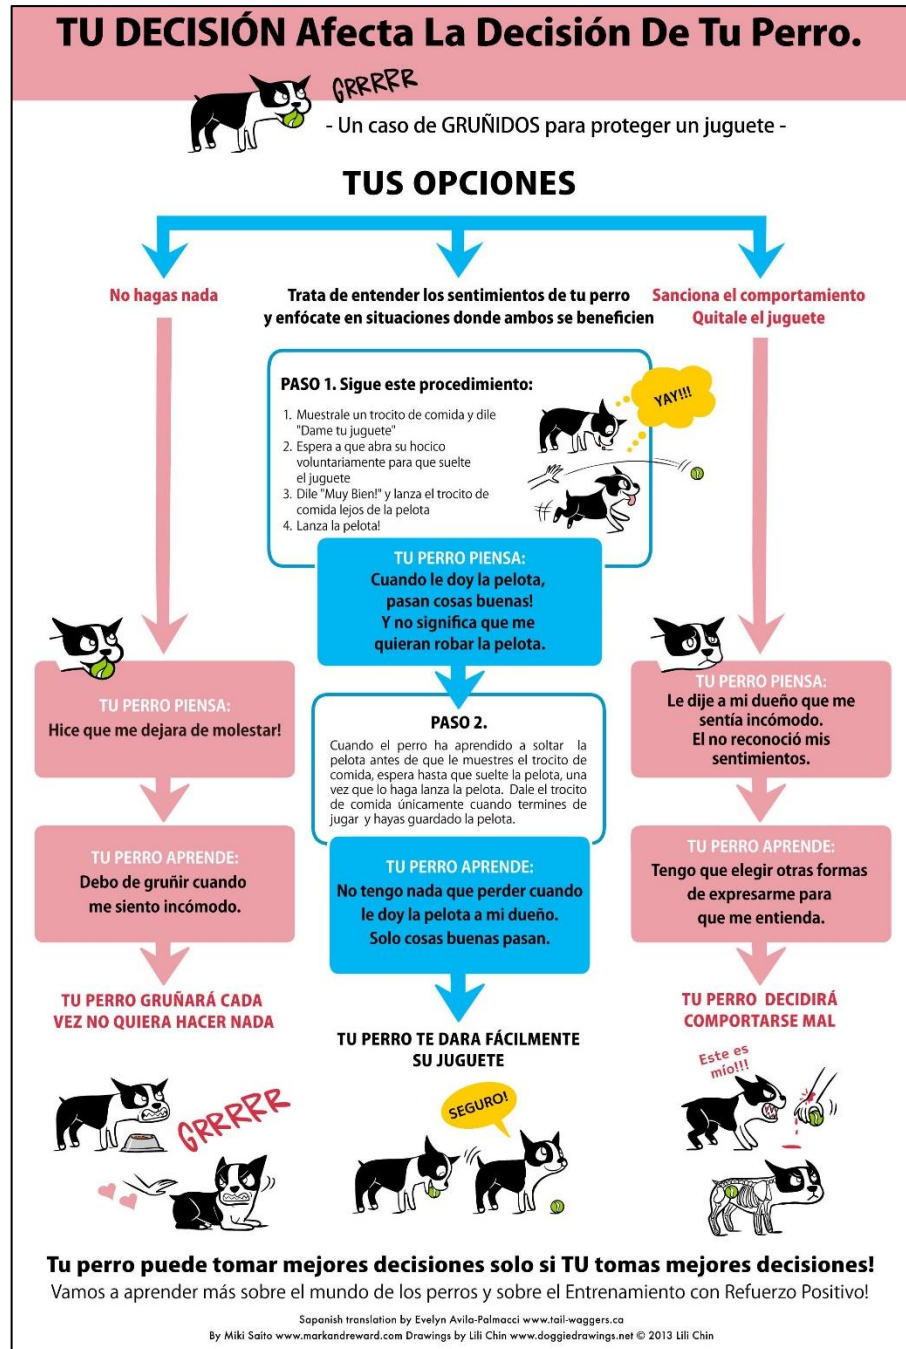 TU DECISIÓN Afecta La Decisión De Tu Perro.
GRRRRR
- Un caso de GRUÑIDOS para proteger un juguete -
TUS OPCIONES
No hagas nada
Trata de entender los sentimientos de tu perro
y enfócate en situaciones donde ambos se beneficien
Sanciona el comportamiento
Quitale el juguete
PASO 1. Sigue este procedimiento:
1. Muestrale un trocito de comida y dile
"Dame tu juguete"
2. Espera a que abra su hocico
voluntariamente para que suelte
el juguete
3. Dile "Muy Bien!" y lanza el trocito de
comida lejos de la pelota
4. Lanza la pelota!
YAY!!!
TU PERRO PIENSA:
Cuando le doy la pelota,
pasan cosas buenas!
Y no significa que me
quieran robar la pelota.
TU PERRO PIENSA:
Hice que me dejara de molestar!
TU PERRO PIENSA:
Le dije a mi dueño que me
sentía incómodo.
El no reconoció mis
sentimientos.
PASO 2.
Cuando el perro ha aprendido a soltar la
pelota antes de que le muestres el trocito de
comida, espera hasta que suelte la pelota, una
vez que lo haga lanza la pelota. Dale el trocito
de comida únicamente cuando termines de
jugar y hayas guardado la pelota.
TU PERRO APRENDE:
Debo de gruñir cuando
me siento incómodo.
TU PERRO APRENDE:
No tengo nada que perder cuando
le doy la pelota a mi dueño.
Solo cosas buenas pasan.
TU PERRO APRENDE:
Tengo que elegir otras formas
de expresarme para
que me entienda.
TU PERRO GRUÑARÁ CADA
VEZ NO QUIERA HACER NADA
GRRRRR
TU PERRO TE DARA FÁCILMENTE
SU JUGUETE
SEGURO!
TU PERRO DECIDIRÁ
COMPORTARSE MAL
Este es
mío!!!
Tu perro puede tomar mejores decisiones solo si TU tomas mejores decisiones!
Vamos a aprender más sobre el mundo de los perros y sobre el Entrenamiento con Refuerzo Positivo!
Sapanish translation by Evelyn Avila-Palmacci www.tail-waggers.ca
By Miki Saito www.markandreward.com Drawings by Lili Chin www.doggiedrawings.net © 2013 Lili Chin